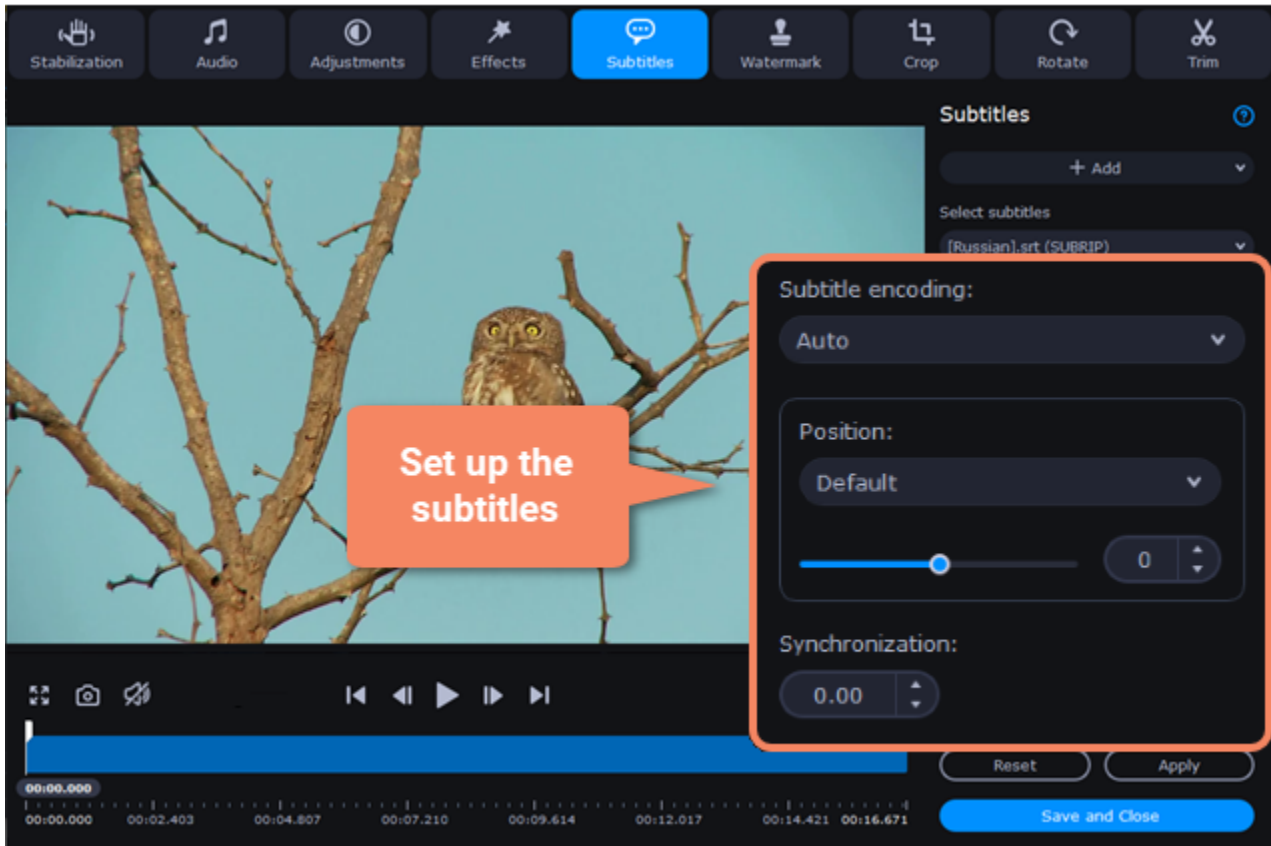 Stabilization
Audio
Adjustments
Effects
Subtitles
Watermark
Crop
Rotate
Trim
Subtitles
?
+ Add
Select subtitles
[Russian].srt (SUBRIP)
Subtitle encoding:
Auto
Position:
Default
0
Synchronization:
0.00
Set up the
subtitles
Reset
Apply
00:00.000
00:00.000 00:02.403 00:04.807 00:07.210 00:09.614 00:12.017 00:14.421 00:16.671
Save and Close